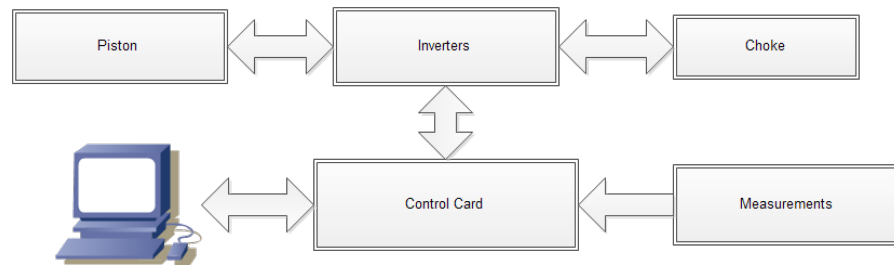 Piston
Inverters
Choke
Control Card
Measurements